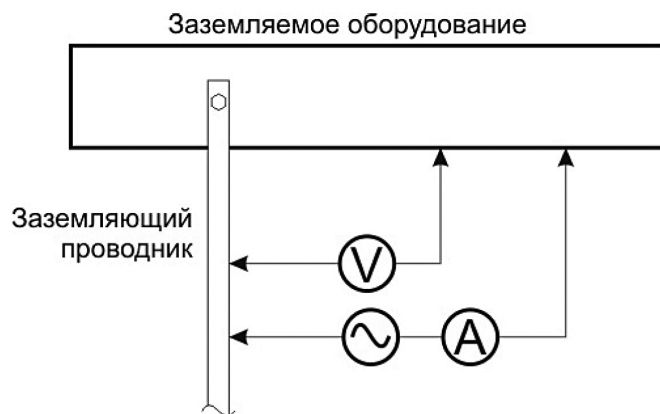 Заземляемое оборудование
Заземляющий
проводник
V
A